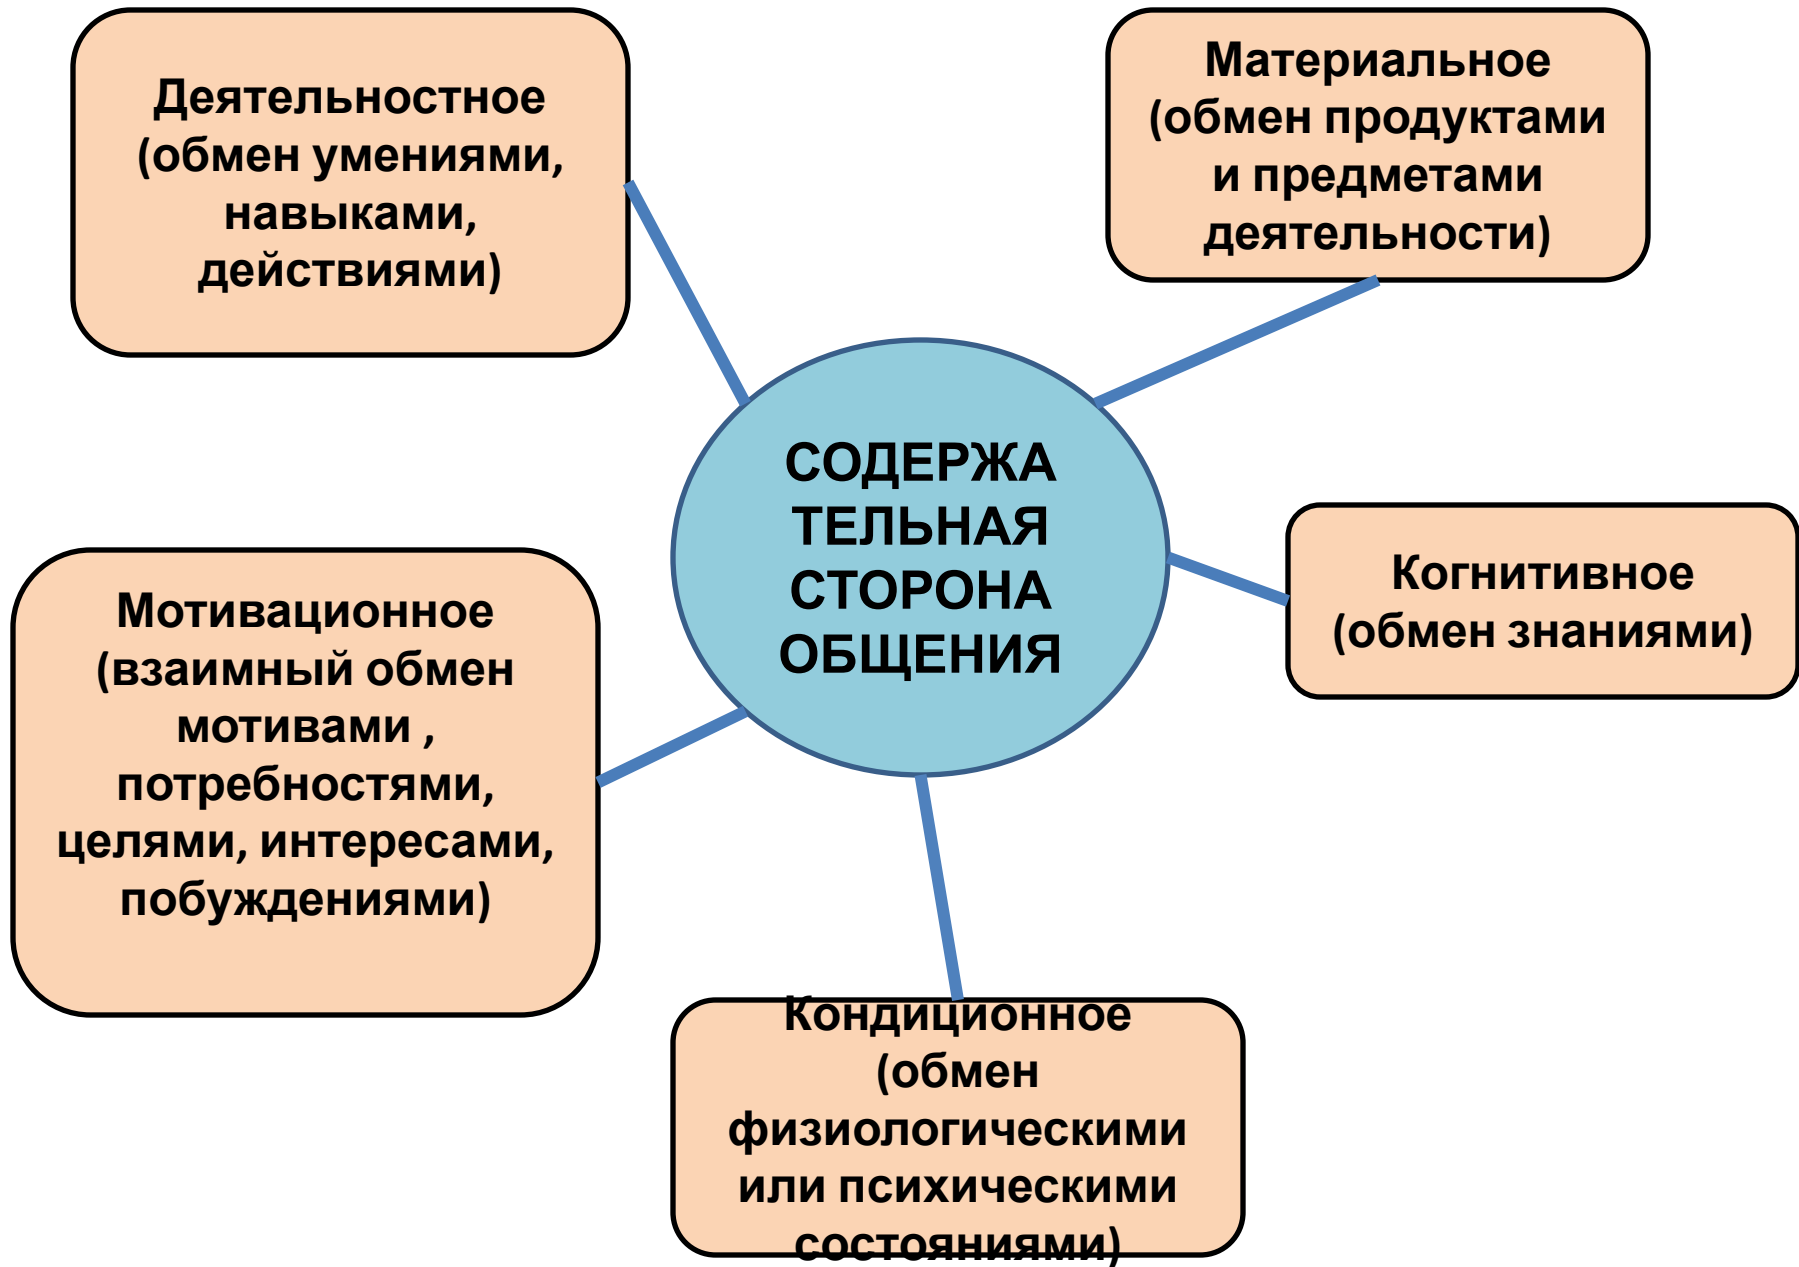 Деятельностное
(обмен умениями,
навыками,
действиями)
Материальное
(обмен продуктами
и предметами
деятельности)
СОДЕРЖА
ТЕЛЬНАЯ
СТОРОНА
ОБЩЕНИЯ
Когнитивное
(обмен знаниями)
Мотивационное
(взаимный обмен
мотивами ,
потребностями,
целями, интересами,
побуждениями)
Кондиционное
(обмен
физиологическими
или психическими
состояниями)